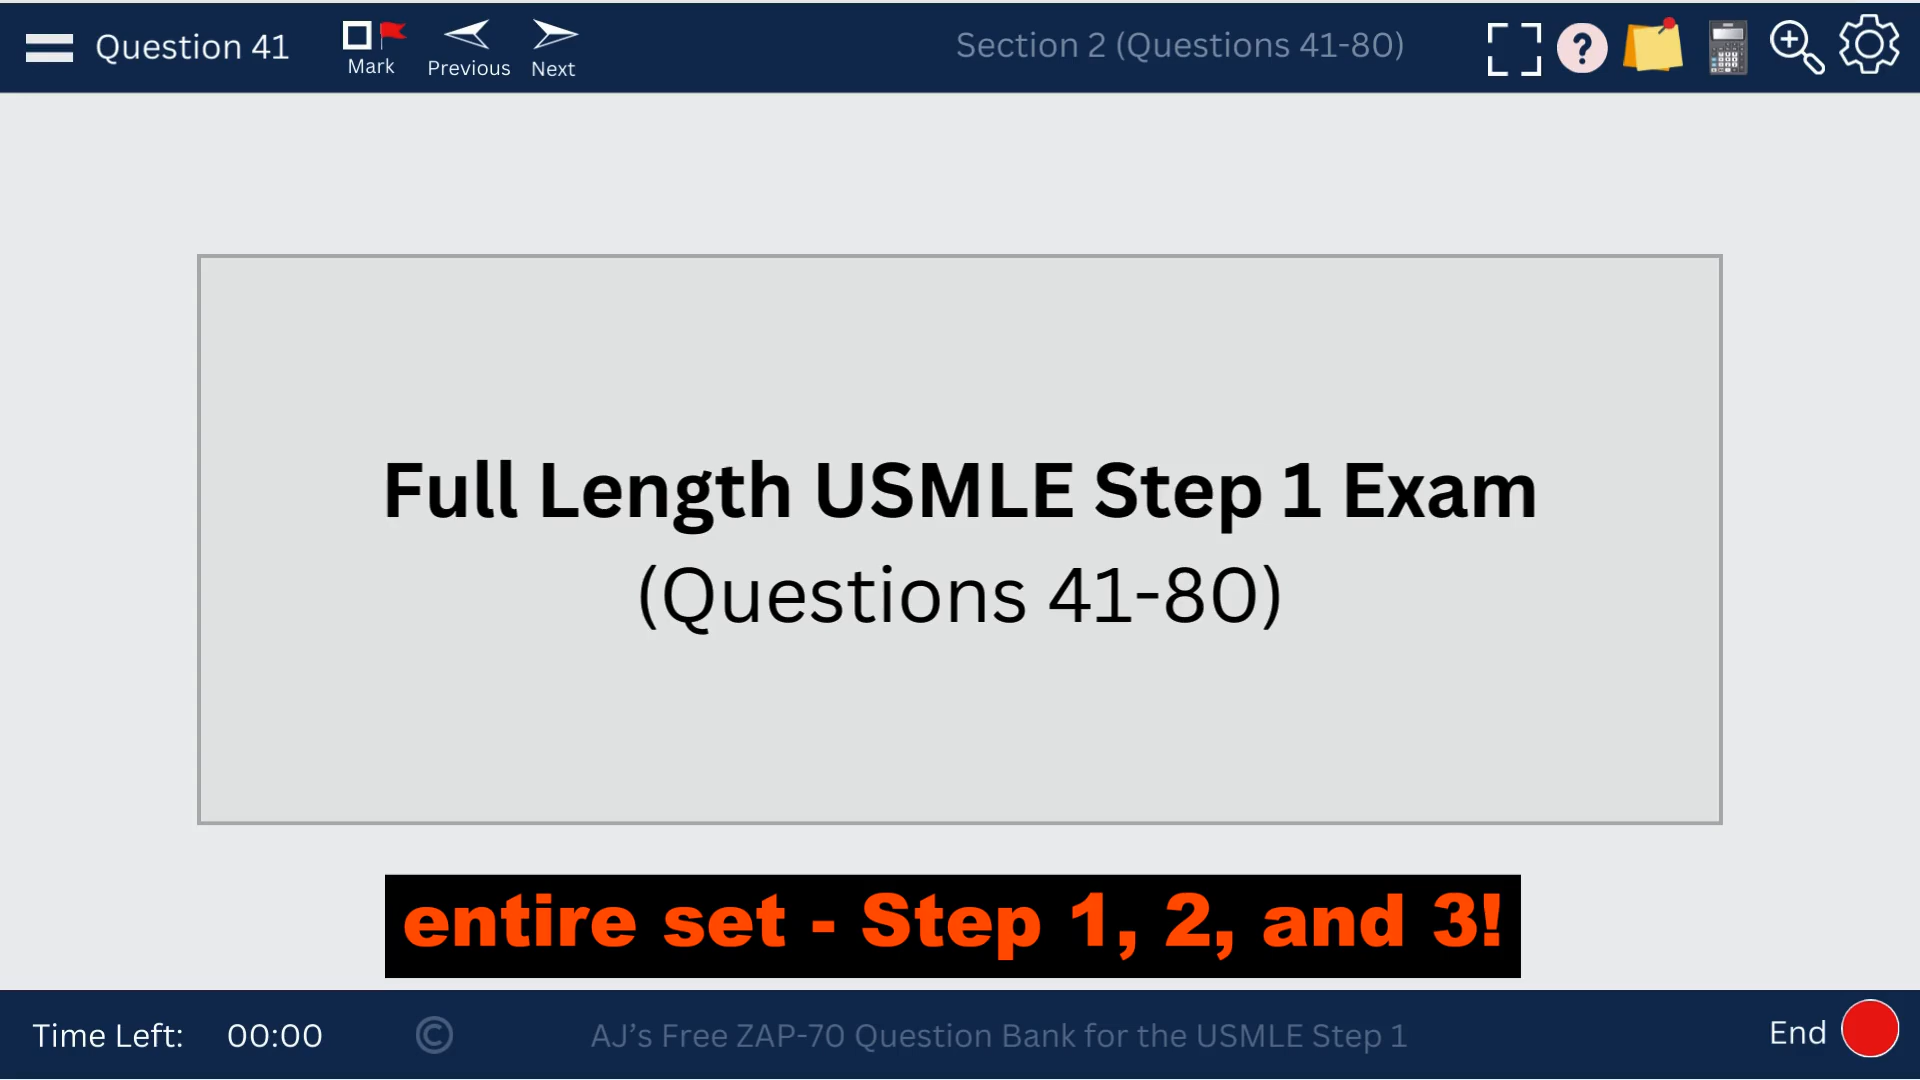 Question 41
Mark
Previous
Next
Section 2 (Questions 41-80)
?
Full Length USMLE Step 1 Exam
(Questions 41-80)
entire set - Step 1, 2, and 3!
Time Left: 00:00
©
AJ’s Free ZAP-70 Question Bank for the USMLE Step 1
End